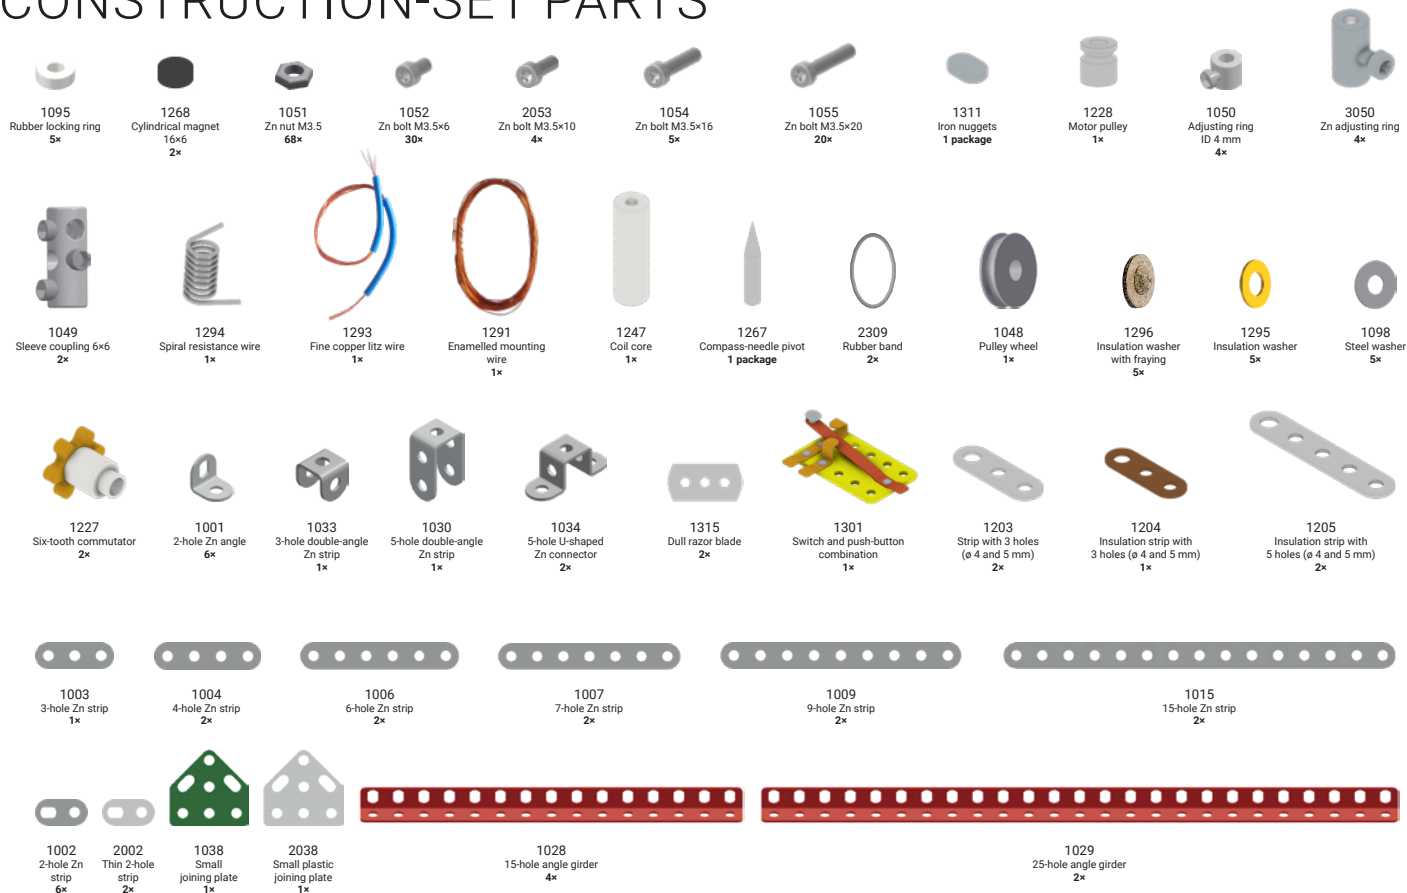 CONSTRUCTION-SET PARTS
1095
Rubber locking ring
5×
1268
Cylindrical magnet
16×6
2×
1051
Zn nut M3.5
68×
1052
Zn bolt M3.5×6
30×
2053
Zn bolt M3.5×10
4×
1054
Zn bolt M3.5×16
5×
1055
Zn bolt M3.5×20
20×
1311
Iron nuggets
1 package
1228
Motor pulley
1×
1050
Adjusting ring
ID 4 mm
4×
3050
Zn adjusting ring
4×
1049
Sleeve coupling 6×6
2×
1294
Spiral resistance wire
1×
1293
Fine copper litz wire
1×
1291
Enamelled mounting
wire
1×
1247
Coil core
1×
1267
Compass-needle pivot
1 package
2309
Rubber band
2×
1048
Pulley wheel
1×
1296
Insulation washer
with fraying
5×
1295
Insulation washer
5×
1098
Steel washer
5×
1227
Six-tooth commutator
2×
1001
2-hole Zn angle
6×
1033
3-hole double-angle
Zn strip
1×
1030
5-hole double-angle
Zn strip
1×
1034
5-hole U-shaped
Zn connector
2×
1315
Dull razor blade
2×
1301
Switch and push-button
combination
1×
1203
Strip with 3 holes
(ø 4 and 5 mm)
2×
1204
Insulation strip with
3 holes (ø 4 and 5 mm)
1×
1205
Insulation strip with
5 holes (ø 4 and 5 mm)
2×
1003
3-hole Zn strip
1×
1004
4-hole Zn strip
2×
1006
6-hole Zn strip
2×
1007
7-hole Zn strip
2×
1009
9-hole Zn strip
2×
1015
15-hole Zn strip
2×
1002
2-hole Zn
strip
6×
2002
Thin 2-hole
strip
2×
1038
Small
joining plate
1×
2038
Small plastic
joining plate
1×
1028
15-hole angle girder
4×
1029
25-hole angle girder
2×